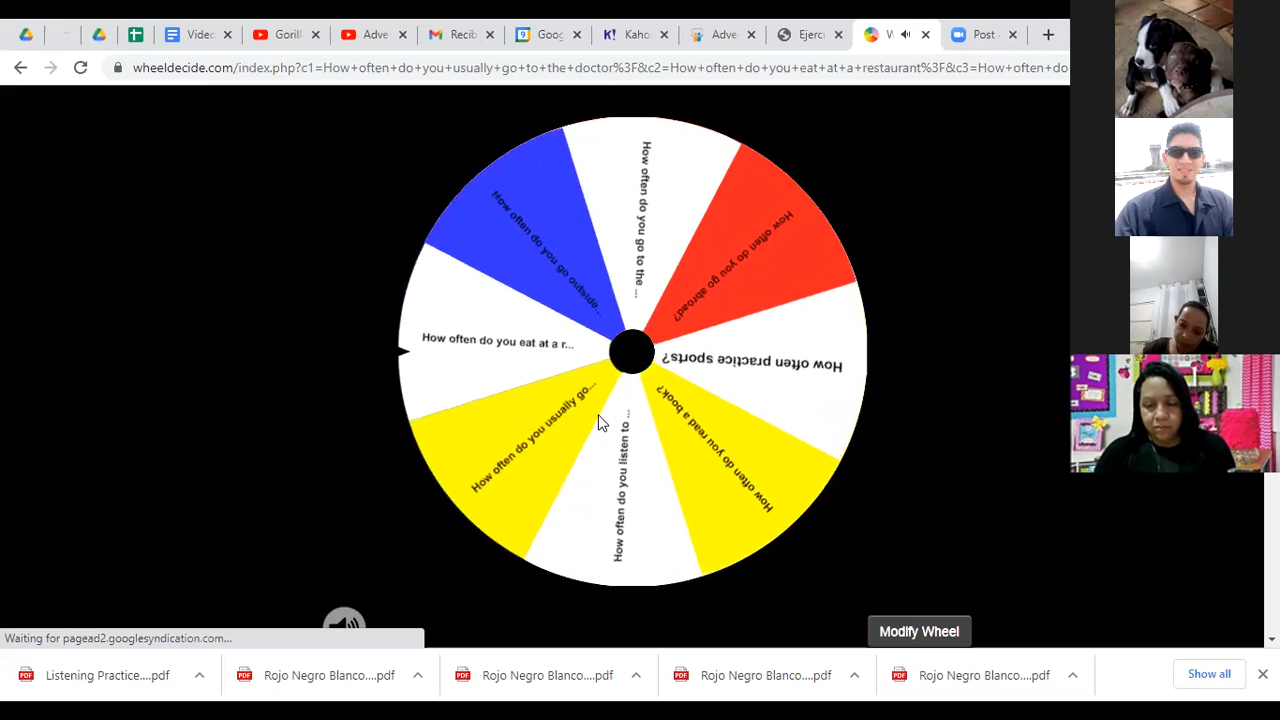 Video
Gorill
Adve
Recib
Goog
Kaho
Adve
Ejerci
W
Post A
wheeldecide.com/index.php?c1=How+often+do+you+usually+go+to+the+doctor%3F&c2=How+often+do+you+eat+at+a+restaurant%3F&c3=How+often+do
How often do you go to the ...
How often do you go abroad?
How often practice sports?
How often do you read a book?
How often do you listen to ...
How often do you usually go...
How often do you eat at a r...
How often do you go outside...
Modify Wheel
Waiting for pagead2.googlesyndication.com...
Listening Practice....pdf
Rojo Negro Blanco....pdf
Rojo Negro Blanco....pdf
Rojo Negro Blanco....pdf
Rojo Negro Blanco....pdf
Show all